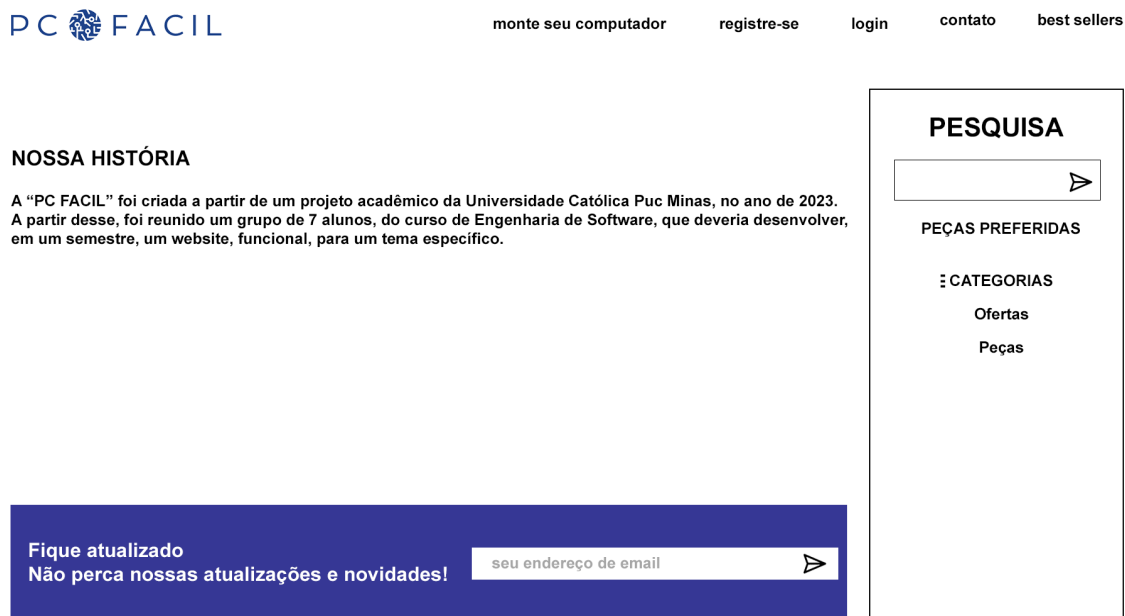 PC FACIL
monte seu computador
registre-se
login
contato
best sellers
NOSSA HISTÓRIA
A “PC FACIL” foi criada a partir de um projeto acadêmico da Universidade Católica Puc Minas, no ano de 2023.
A partir desse, foi reunido um grupo de 7 alunos, do curso de Engenharia de Software, que deveria desenvolver,
em um semestre, um website, funcional, para um tema específico.
PESQUISA
PEÇAS PREFERIDAS
CATEGORIAS
Ofertas
Peças
Fique atualizado
Não perca nossas atualizações e novidades!
seu endereço de email